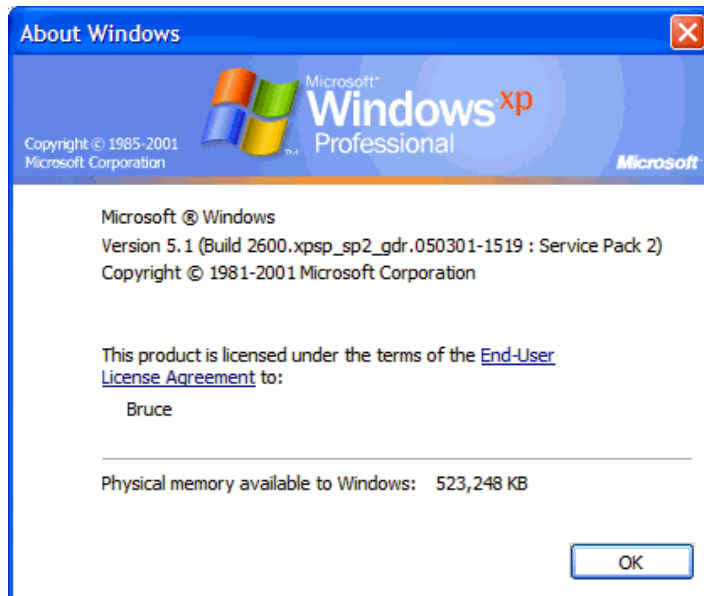 About Windows
Microsoft®
Windows xp
Professional
Copyright © 1985-2001
Microsoft Corporation
Microsoft
Microsoft ® Windows
Version 5.1 (Build 2600.xpsp_sp2_gdr.050301-1519 : Service Pack 2)
Copyright © 1981-2001 Microsoft Corporation
This product is licensed under the terms of the End-User
License Agreement to:
Bruce
Physical memory available to Windows: 523,248 KB
OK